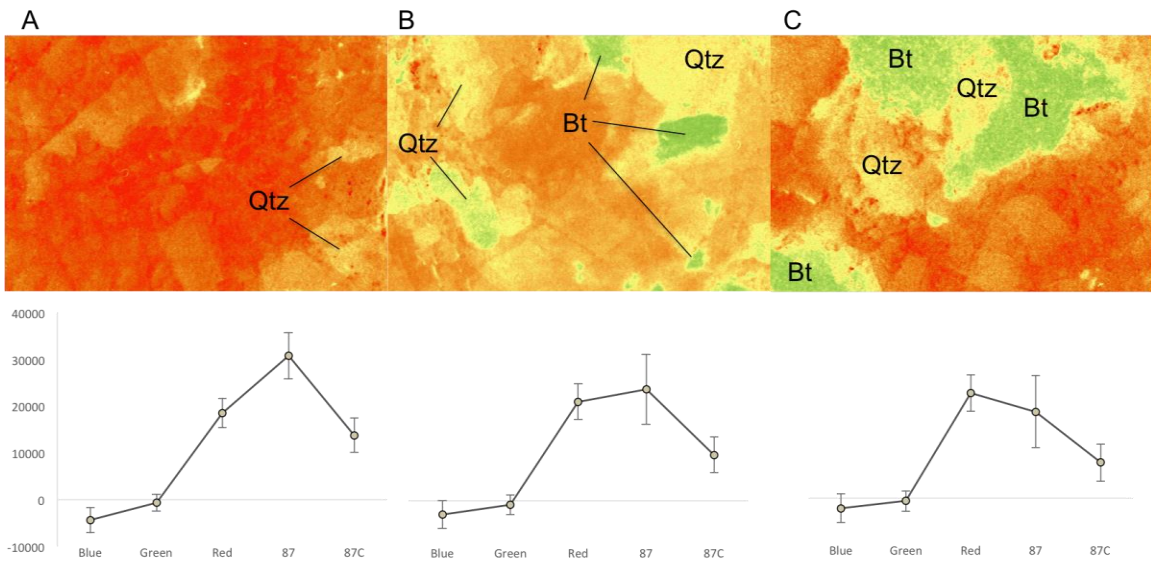 A
B
C
Qtz
Qtz
Qtz
Bt
Bt
Qtz
Bt
Qtz
Bt
40000
30000
20000
10000
0
-10000
Blue Green Red 87 87C
Blue Green Red 87 87C
Blue Green Red 87 87C